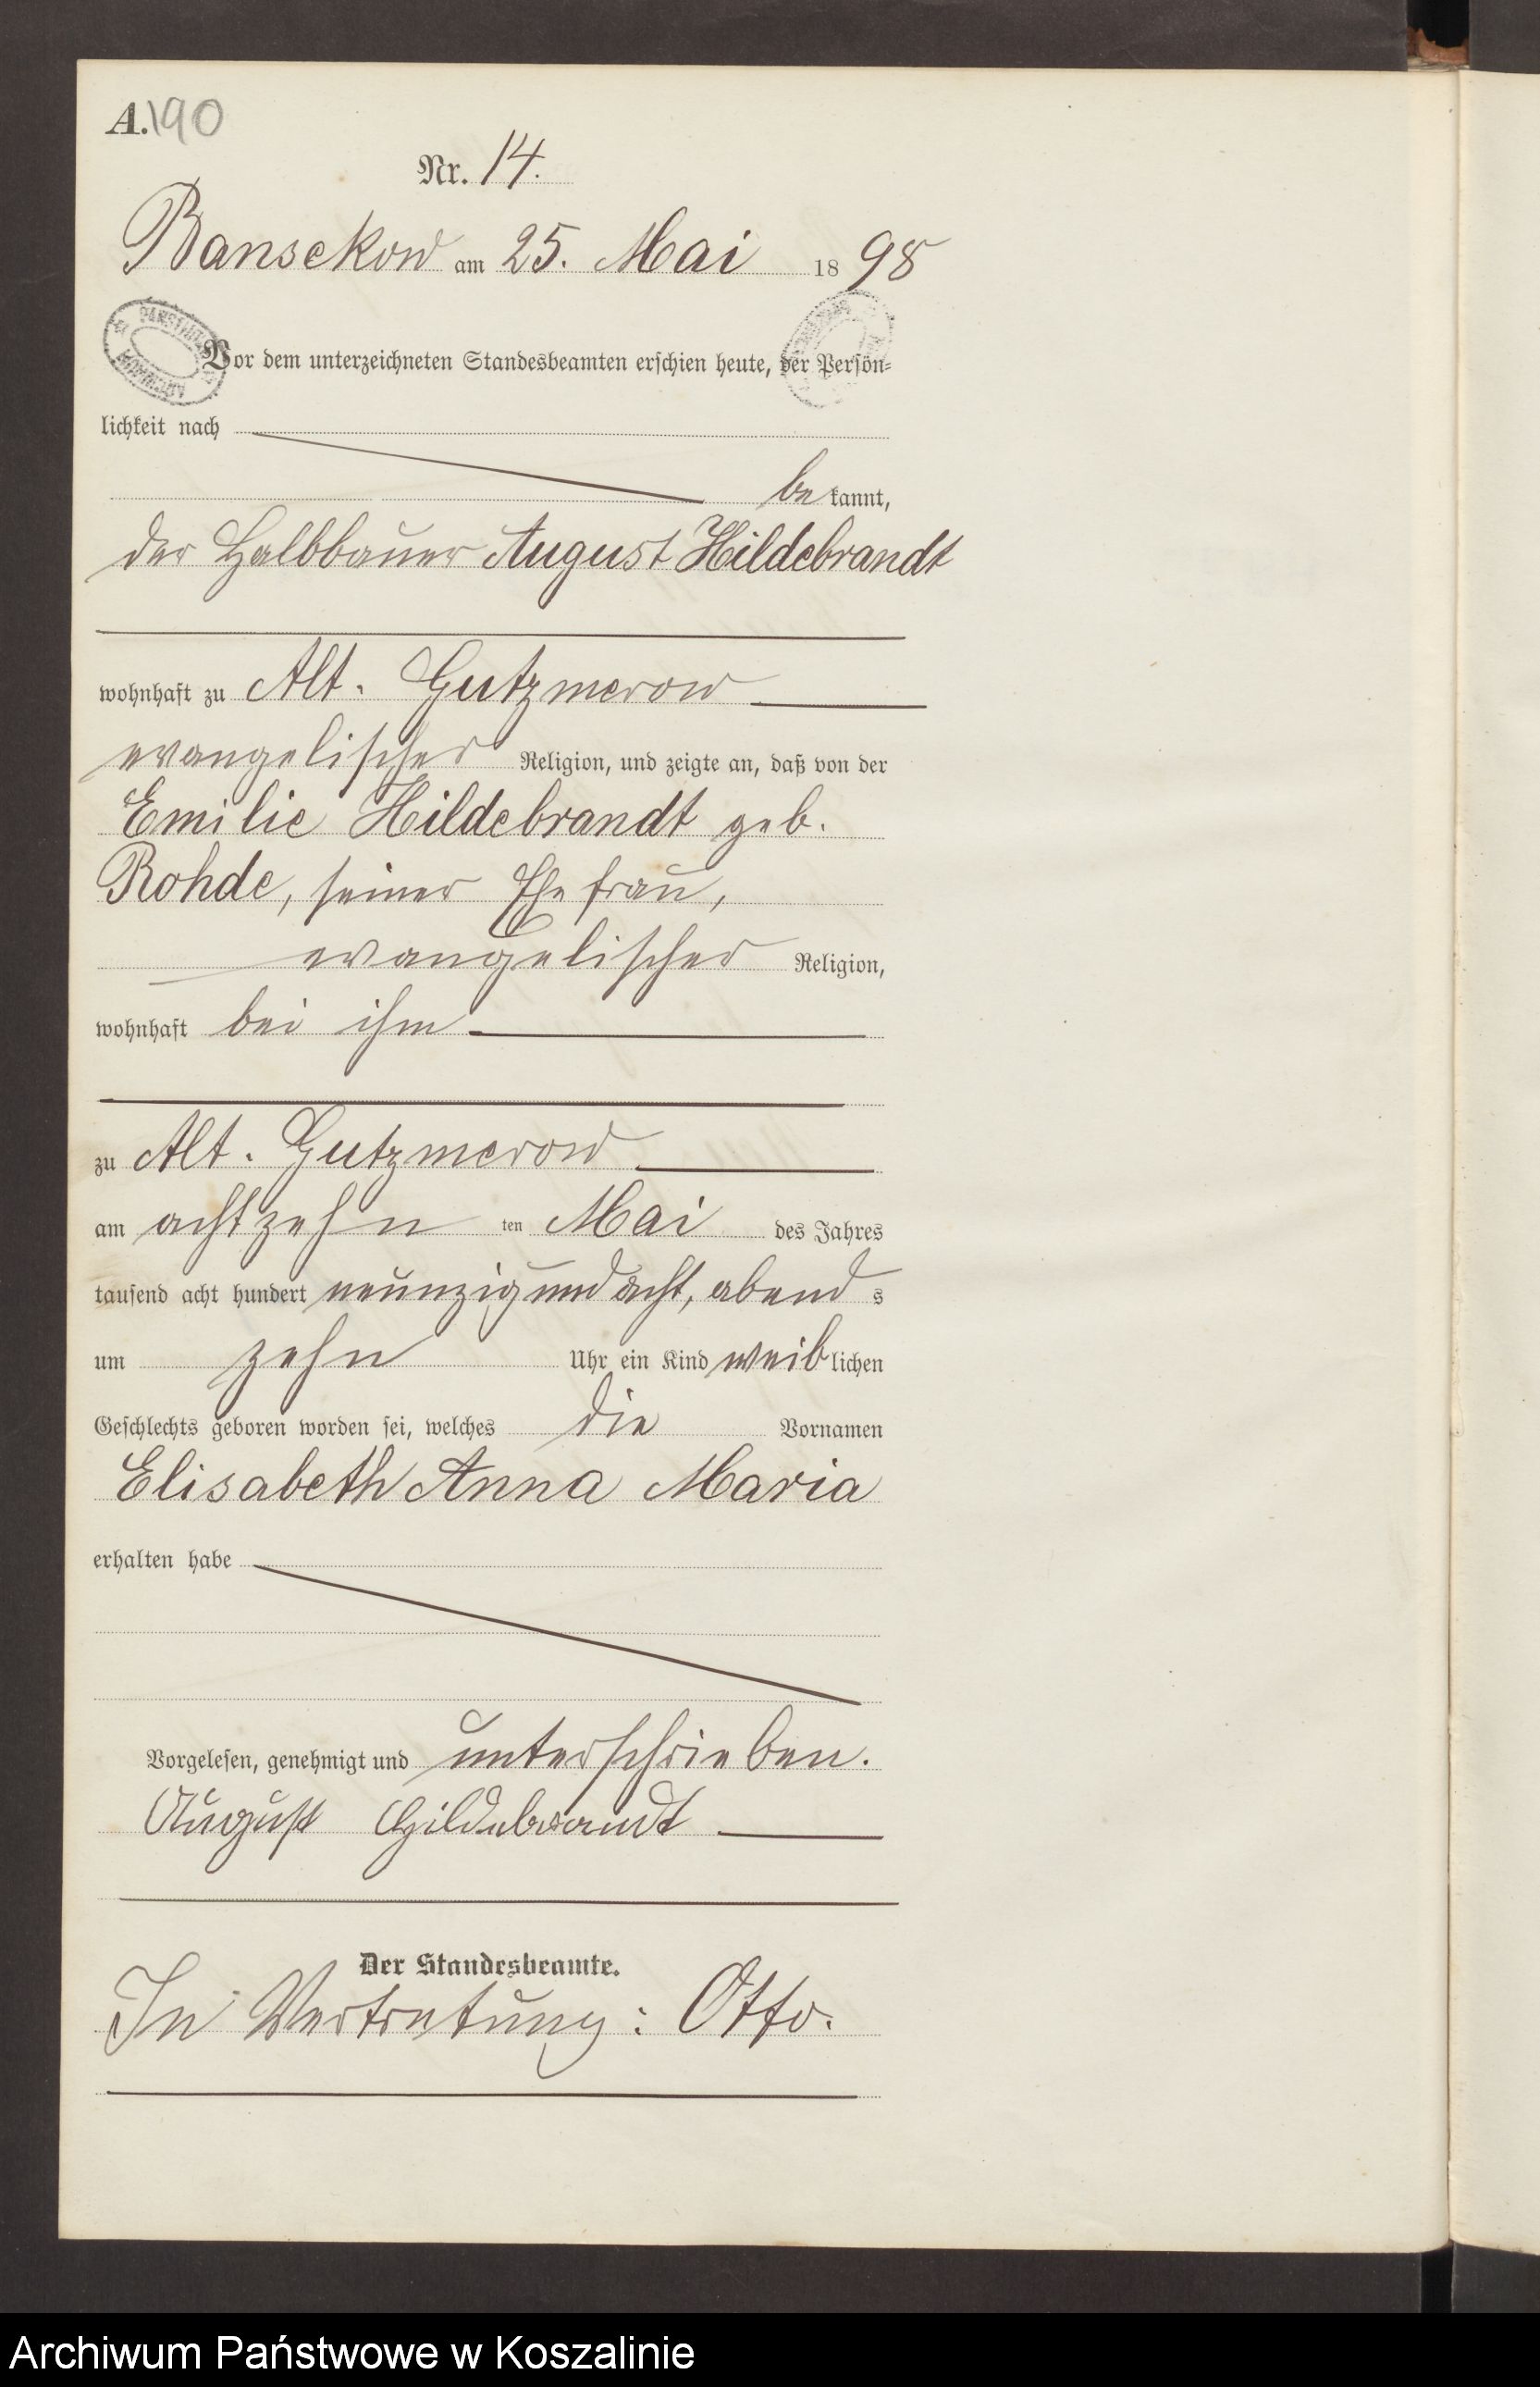 A. 190
Nr. 14.
Bansekow am 25. Mai 1898
Vor dem unterzeichneten Standesbeamten erschien heute, der Persön-
lichkeit nach
bekannt,
der Halbbauer August Hildebrandt
wohnhaft zu Alt. Gutzmerow
evangelischer Religion, und zeigte an, daß von der
Emilie Hildebrandt geb.
Rohde, seiner Ehefrau,
evangelischer Religion,
wohnhaft bei ihm
zu Alt. Gutzmerow
am achtzehn ten Mai des Jahres
tausend acht hundert neunzig und acht, abends
um zehn Uhr ein Kind weiblichen
Geschlechts geboren worden sei, welches die Vornamen
Elisabeth Anna Maria
erhalten habe
Vorgelesen, genehmigt und unterschrieben.
August Hildebrandt
Der Standesbeamte.
In Vertretung: Otto.
Archiwum Państwowe w Koszalinie